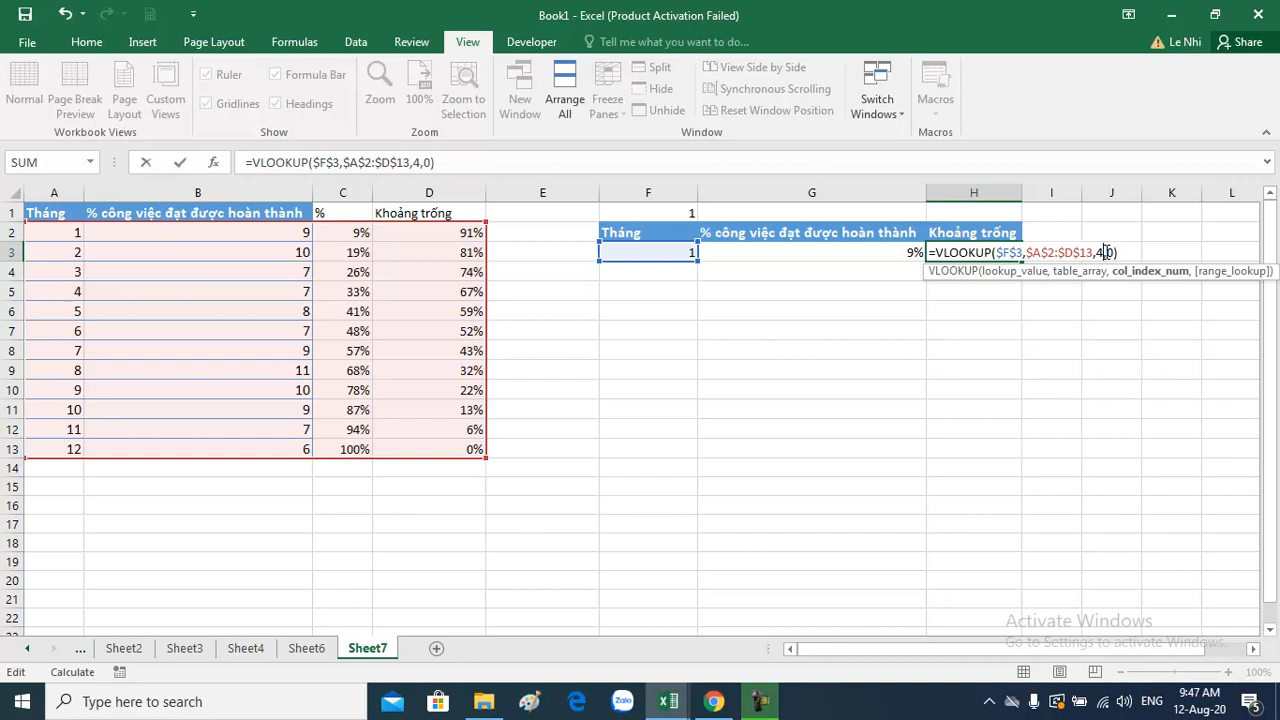 Book1 - Excel (Product Activation Failed)
File Home Insert Page Layout Formulas Data Review View Developer Tell me what you want to do... Le Nhi Share
Normal
Page Break Preview
Page Layout
Custom Views
Workbook Views
Ruler
Formula Bar
Gridlines
Headings
Show
Zoom
100%
Zoom to Selection
Zoom
New Window
Arrange All
Freeze Panes
Split
Hide
Unhide
View Side by Side
Synchronous Scrolling
Reset Window Position
Window
Switch Windows
Macros
Macros
SUM =VLOOKUP($F$3,$A$2:$D$13,4,0)
A B C D E F G H I J K L
1 Tháng % công việc đạt được hoàn thành % Khoảng trống 1
2 1 9 9% 91% Tháng % công việc đạt được hoàn thành Khoảng trống
3 2 10 19% 81% 1 9% =VLOOKUP($F$3,$A$2:$D$13,4,0)
VLOOKUP(lookup_value, table_array, col_index_num, [range_lookup])
4 3 7 26% 74%
5 4 7 33% 67%
6 5 8 41% 59%
7 6 7 48% 52%
8 7 9 57% 43%
9 8 11 68% 32%
10 9 10 78% 22%
11 10 9 87% 13%
12 11 7 94% 6%
13 12 6 100% 0%
14
15
16
17
18
19
20
21
22
Activate Windows
Go to Settings to activate Windows.
... Sheet2 Sheet3 Sheet4 Sheet6 Sheet7
Edit Calculate 100%
Type here to search
ENG
9:47 AM
12-Aug-20
5